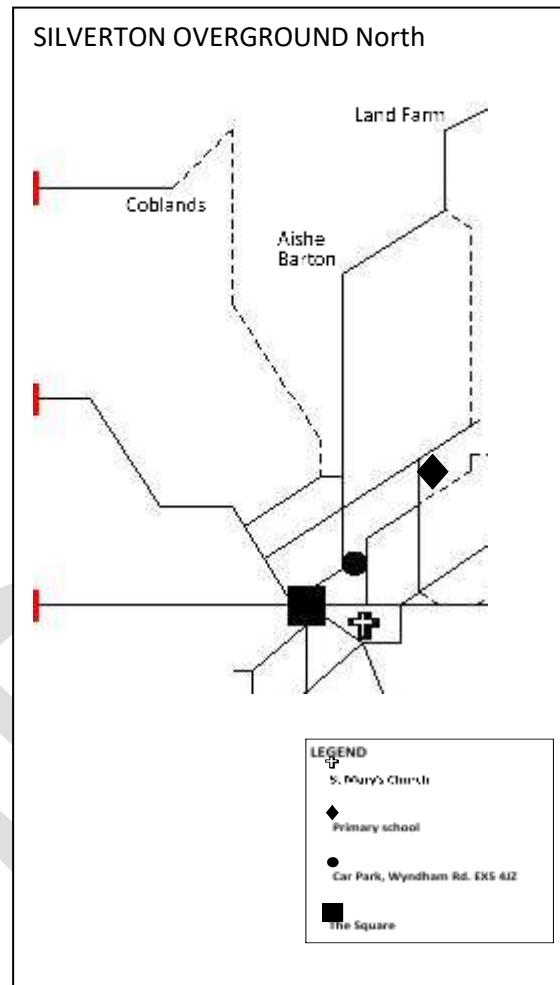 SILVERTON OVERGROUND North
Land Farm
Coblands
Aishe
Barton
LEGEND
St. Mary's Church
Primary school
Car Park, Wyndham Rd. EX5 4JZ
The Square